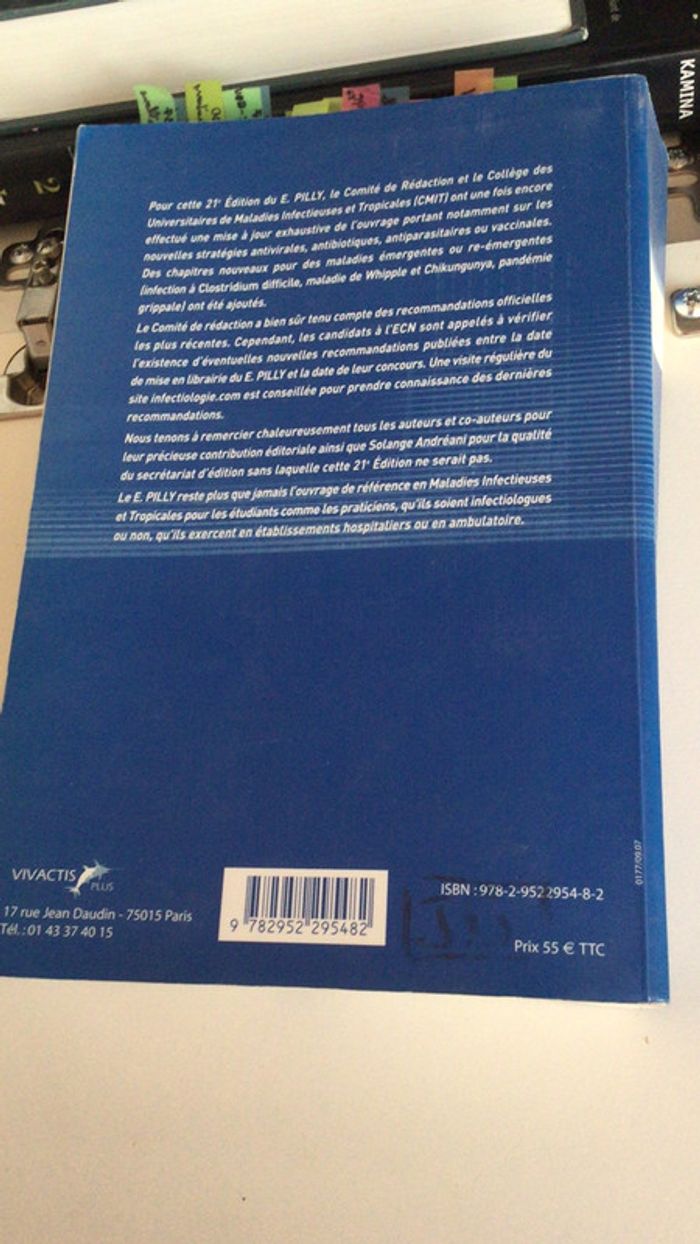 KAMINA
2
Pour cette 21e Édition du E. PILLY, le Comité de Rédaction et le Collège des
Universitaires de Maladies Infectieuses et Tropicales (CMIT) ont une fois encore
effectué une mise à jour exhaustive de l'ouvrage portant notamment sur les
nouvelles stratégies antivirales, antibiotiques, antiparasitaires ou vaccinales.
Des chapitres nouveaux pour des maladies émergentes ou re-émergentes
(infection à Clostridium difficile, maladie de Whipple et Chikungunya, pandémie
grippale) ont été ajoutés.
Le Comité de rédaction a bien sûr tenu compte des recommandations officielles
les plus récentes. Cependant, les candidats à l'ECN sont appelés à vérifier
l'existence d'éventuelles nouvelles recommandations publiées entre la date
de mise en librairie du E. PILLY et la date de leur concours. Une visite régulière du
site infectiologie.com est conseillée pour prendre connaissance des dernières
recommandations.
Nous tenons à remercier chaleureusement tous les auteurs et co-auteurs pour
leur précieuse contribution éditoriale ainsi que Solange Andréani pour la qualité
du secrétariat d'édition sans laquelle cette 21e Édition ne serait pas.
Le E. PILLY reste plus que jamais l'ouvrage de référence en Maladies Infectieuses
et Tropicales pour les étudiants comme les praticiens, qu'ils soient infectiologues
ou non, qu'ils exercent en établissements hospitaliers ou en ambulatoire.
VIVACTIS PLUS
17 rue Jean Daudin - 75015 Paris
Tél. : 01 43 37 40 15
9 782952 295482
ISBN : 978-2-9522954-8-2
Prix 55 € TTC
0177/09.07